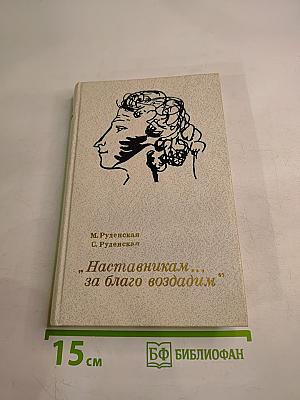 М. Руденская
С. Руденская
„Наставникам...
за благо воздадим“
15 см
БФ БИБЛИОФАН